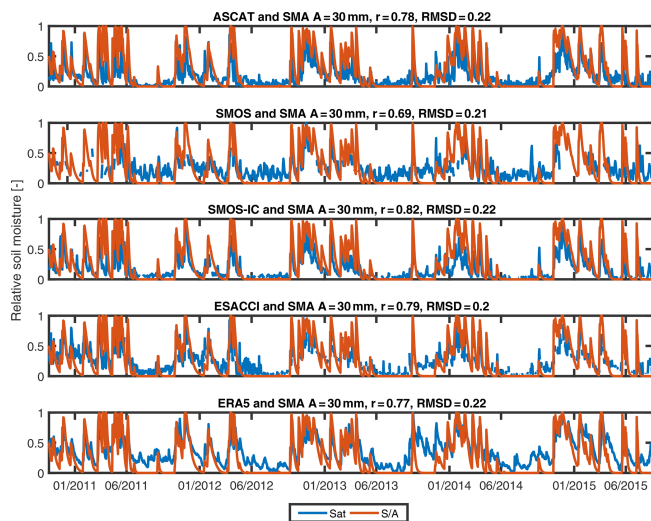 ASCAT and SMA A = 30 mm, r = 0.78, RMSD = 0.22
1
0.5
0
SMOS and SMA A = 30 mm, r = 0.69, RMSD = 0.21
1
0.5
0
SMOS-IC and SMA A = 30 mm, r = 0.82, RMSD = 0.22
1
0.5
0
Relative soil moisture [-]
ESACCI and SMA A = 30 mm, r = 0.79, RMSD = 0.2
1
0.5
0
ERA5 and SMA A = 30 mm, r = 0.77, RMSD = 0.22
1
0.5
0
01/2011 06/2011 01/2012 06/2012 01/2013 06/2013 01/2014 06/2014 01/2015 06/2015
Sat S/A